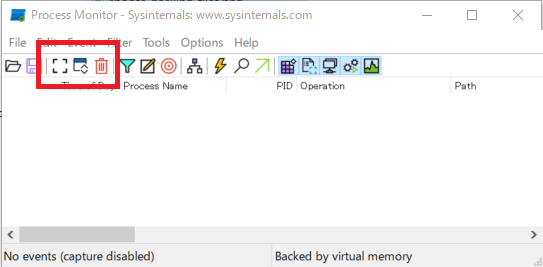 Process Monitor - Sysinternals: www.sysinternals.com
File Edit Event Filter Tools Options Help
Time of Day Process Name PID Operation Path
No events (capture disabled) Backed by virtual memory